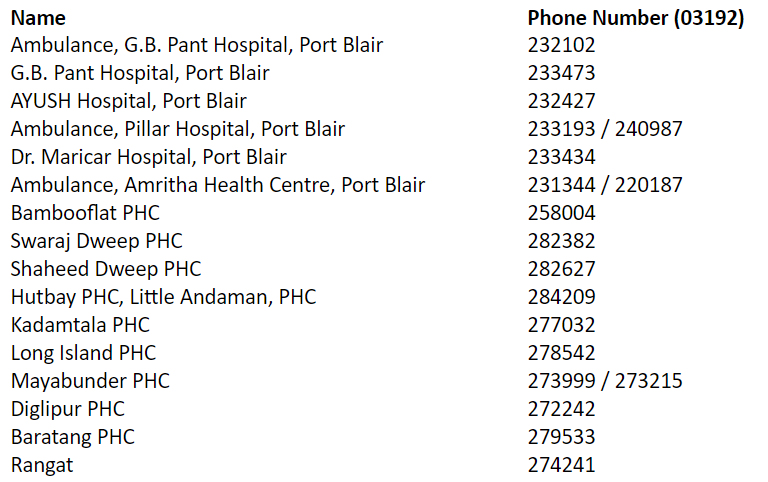 Name Phone Number (03192)
Ambulance, G.B. Pant Hospital, Port Blair 232102
G.B. Pant Hospital, Port Blair 233473
AYUSH Hospital, Port Blair 232427
Ambulance, Pillar Hospital, Port Blair 233193 / 240987
Dr. Maricar Hospital, Port Blair 233434
Ambulance, Amritha Health Centre, Port Blair 231344 / 220187
Bambooflat PHC 258004
Swaraj Dweep PHC 282382
Shaheed Dweep PHC 282627
Hutbay PHC, Little Andaman, PHC 284209
Kadamtala PHC 277032
Long Island PHC 278542
Mayabunder PHC 273999 / 273215
Diglipur PHC 272242
Baratang PHC 279533
Rangat 274241